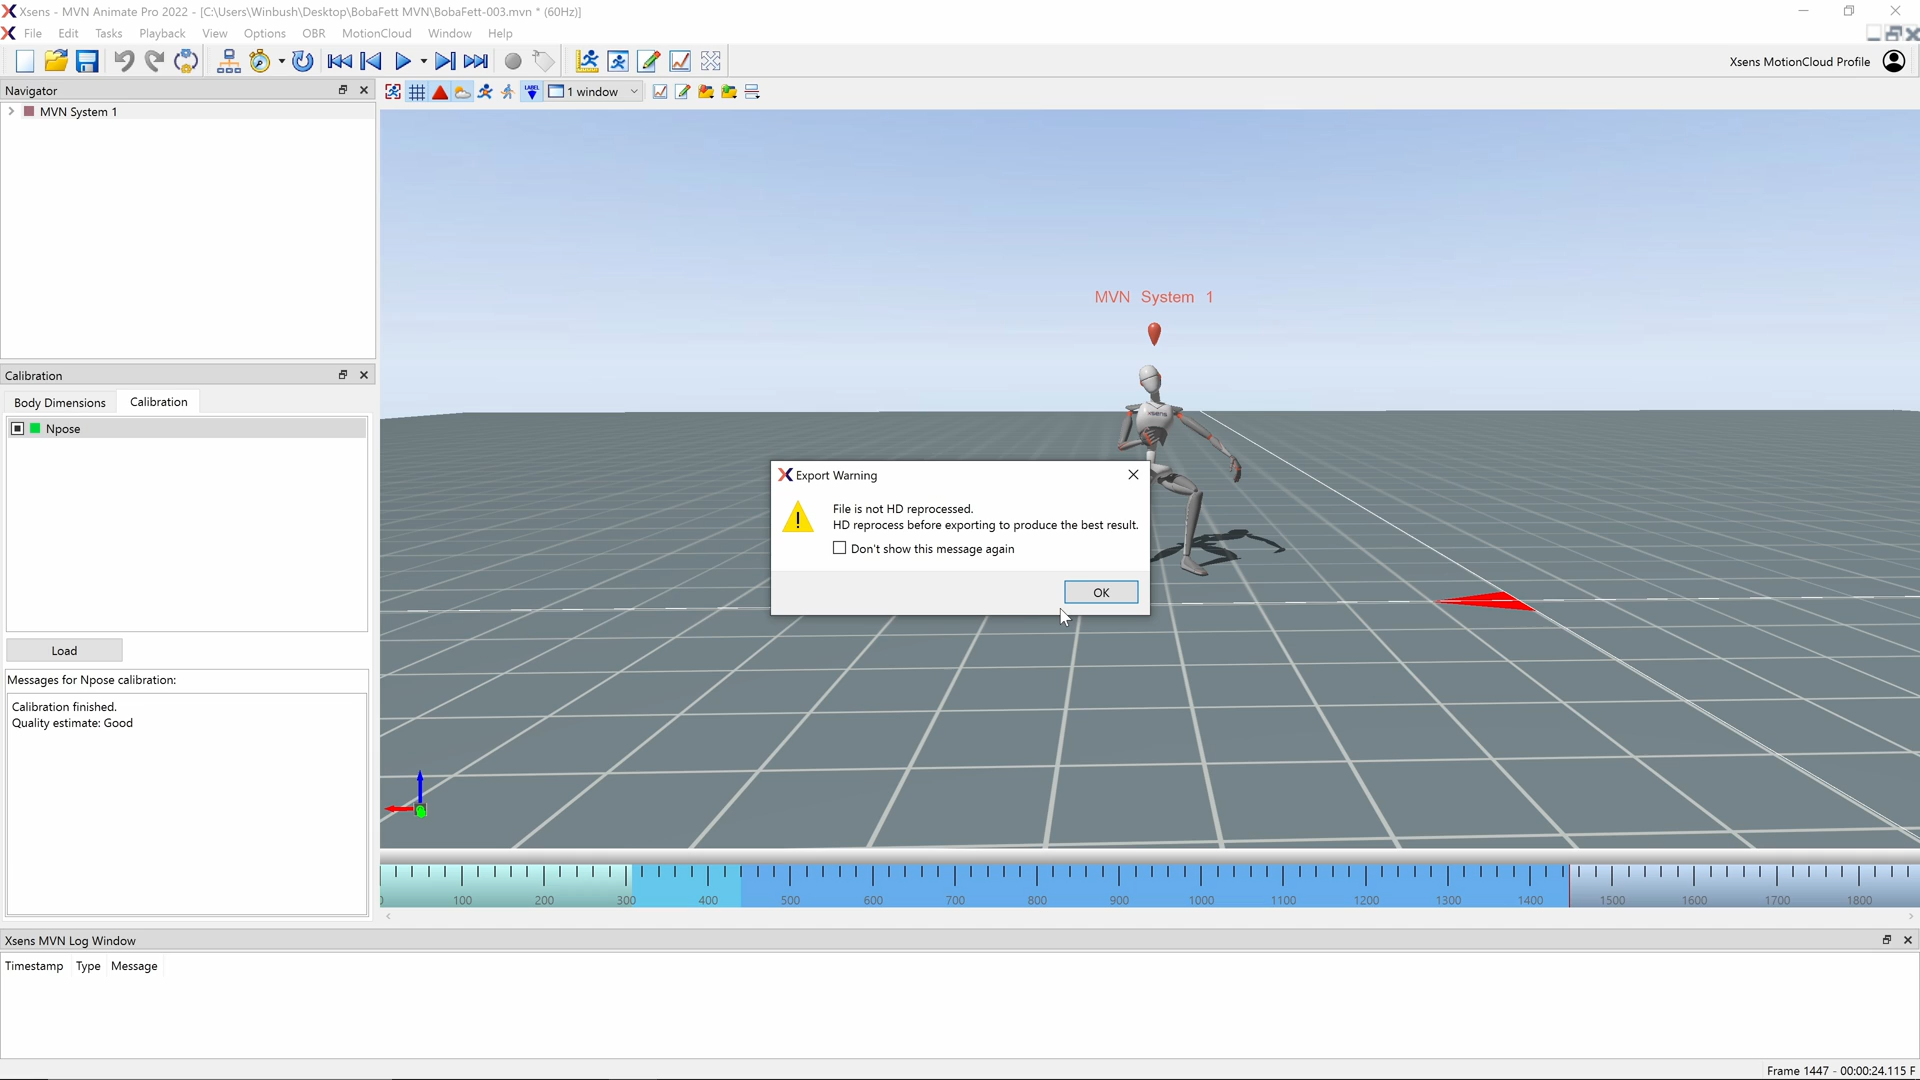 Xsens - MVN Animate Pro 2022 - [C:\Users\Winbush\Desktop\BobaFett MVN\BobaFett-003.mvn * (60Hz)]
File Edit Tasks Playback View Options OBR MotionCloud Window Help
Xsens MotionCloud Profile
Navigator
LABEL
1 window
MVN System 1
MVN System 1
xsens
Calibration
Body Dimensions Calibration
Npose
Export Warning
File is not HD reprocessed.
HD reprocess before exporting to produce the best result.
Don't show this message again
OK
Load
Messages for Npose calibration:
Calibration finished.
Quality estimate: Good
100 200 300 400 500 600 700 800 900 1000 1100 1200 1300 1400 1500 1600 1700 1800
Xsens MVN Log Window
Timestamp Type Message
Frame 1447 - 00:00:24.115 F